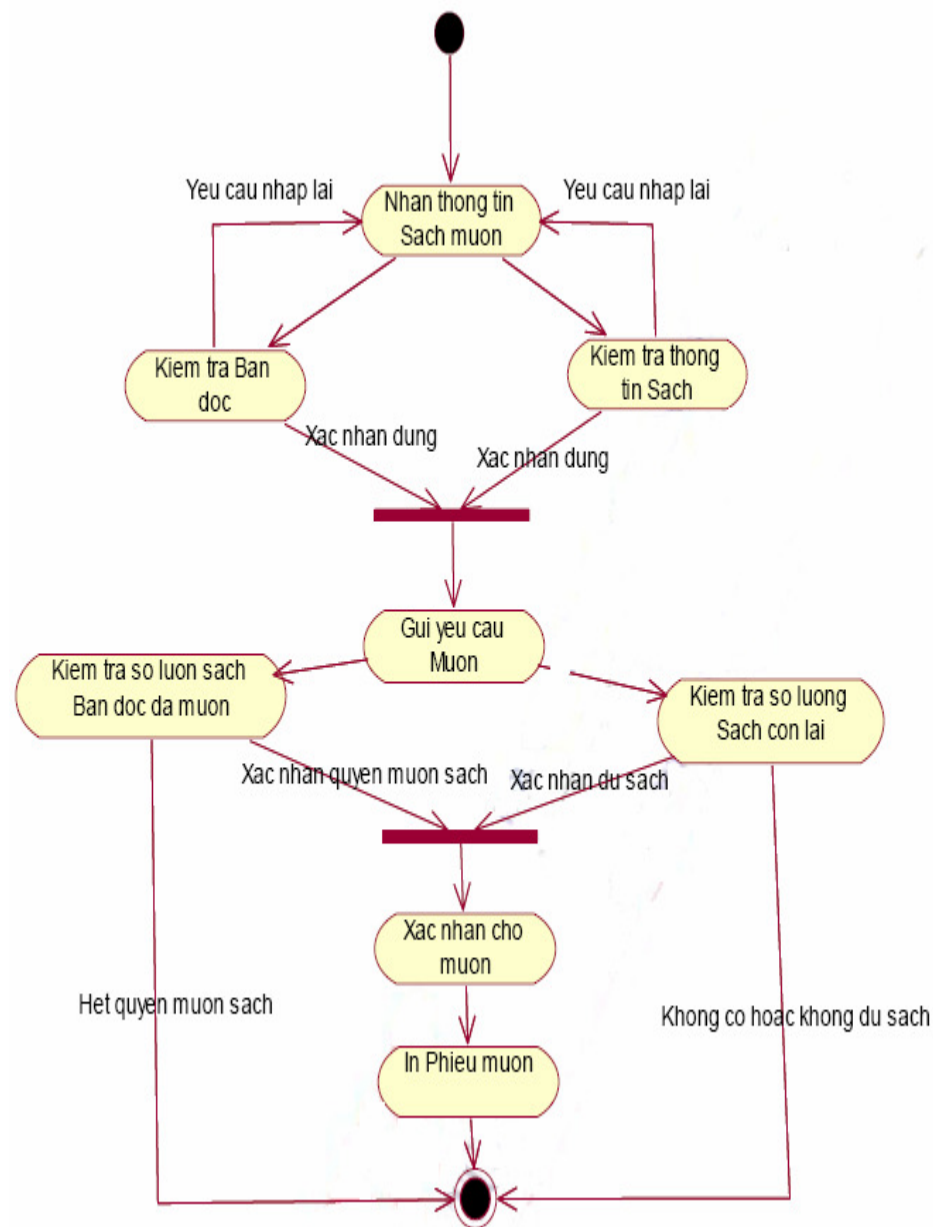 Yeu cau nhap lai
Yeu cau nhap lai
Nhan thong tin
Sach muon
Kiem tra Ban
doc
Kiem tra thong
tin Sach
Xac nhan dung
Xac nhan dung
Gui yeu cau
Muon
Kiem tra so luon sach
Ban doc da muon
Kiem tra so luong
Sach con lai
Xac nhan quyen muon sach
Xac nhan du sach
Xac nhan cho
muon
Het quyen muon sach
Khong co hoac khong du sach
In Phieu muon